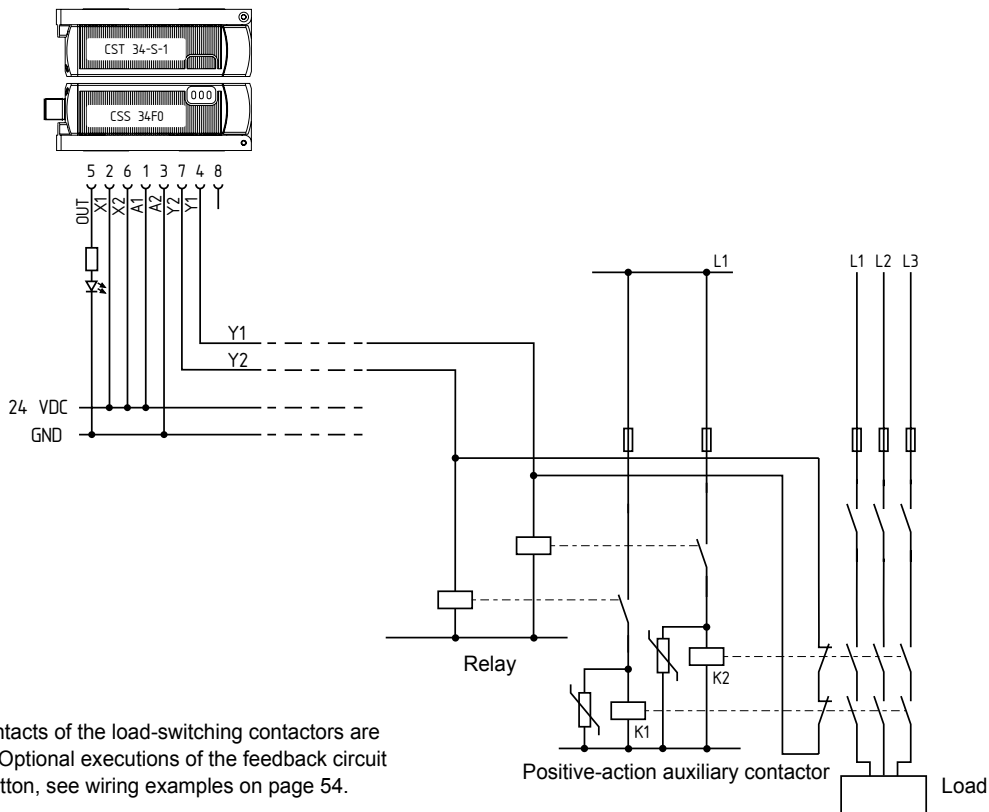 CST 34-S-1
000
CSS 34F0
5 2 6 1 3 7 4 8
OUT X1 X2 A1 A2 Y2 Y1
L1
L1 L2 L3
Y1
Y2
24 VDC
GND
Relay
K2
K1
ntacts of the load-switching contactors are
Optional executions of the feedback circuit
tton, see wiring examples on page 54.
Positive-action auxiliary contactor
Load